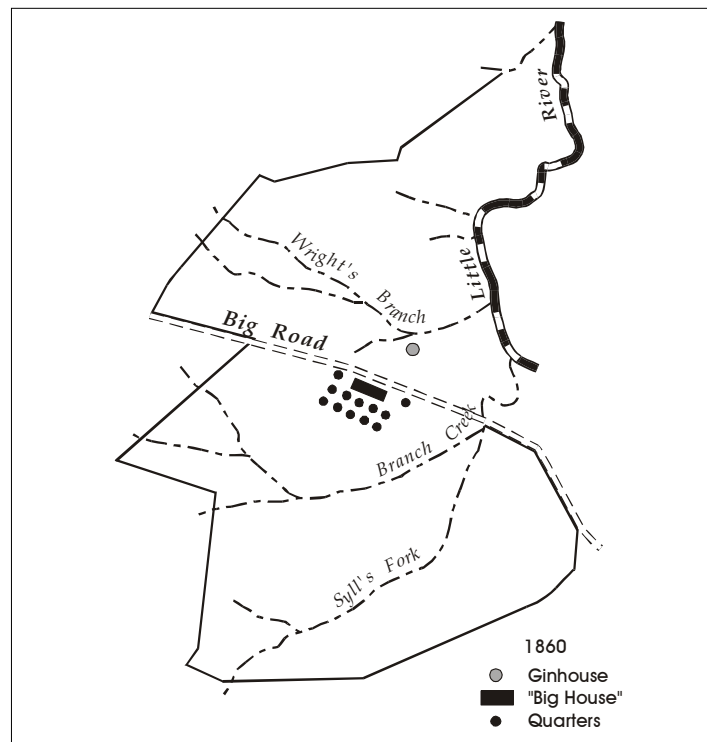 River
Little
Wright's
Branch
Big Road
Branch Creek
Syll's Fork
1860
Ginhouse
"Big House"
Quarters